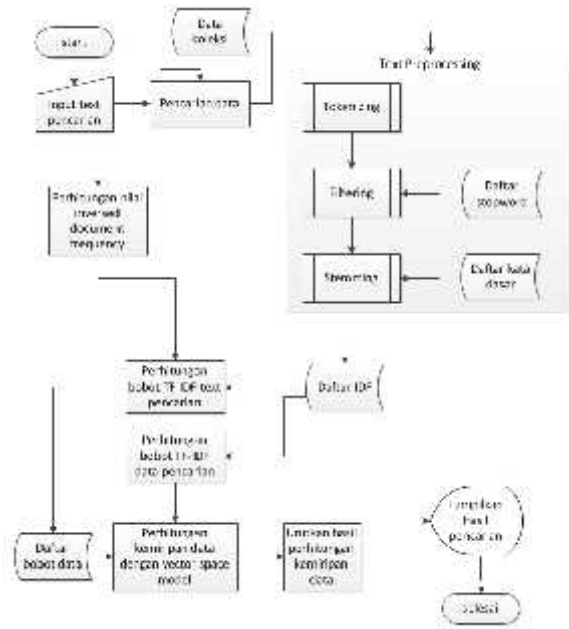 Data
koleksi
start
Text Preprocessing
Input text
pencarian
Pencarian data
Tokenizing
Perhitungan nilai
inversed
document
frequency
Filtering
Daftar
stopword
Stemming
Daftar kata
dasar
Perhitungan
bobot TF-IDF text
pencarian
Daftar IDF
Perhitungan
bobot TF-IDF
data pencarian
Daftar
bobot data
Perhitungan
kemiripan data
dengan vector space
model
Urutkan hasil
perhitungan
kemiripan
data
Tampilkan
hasil
pencarian
selesai